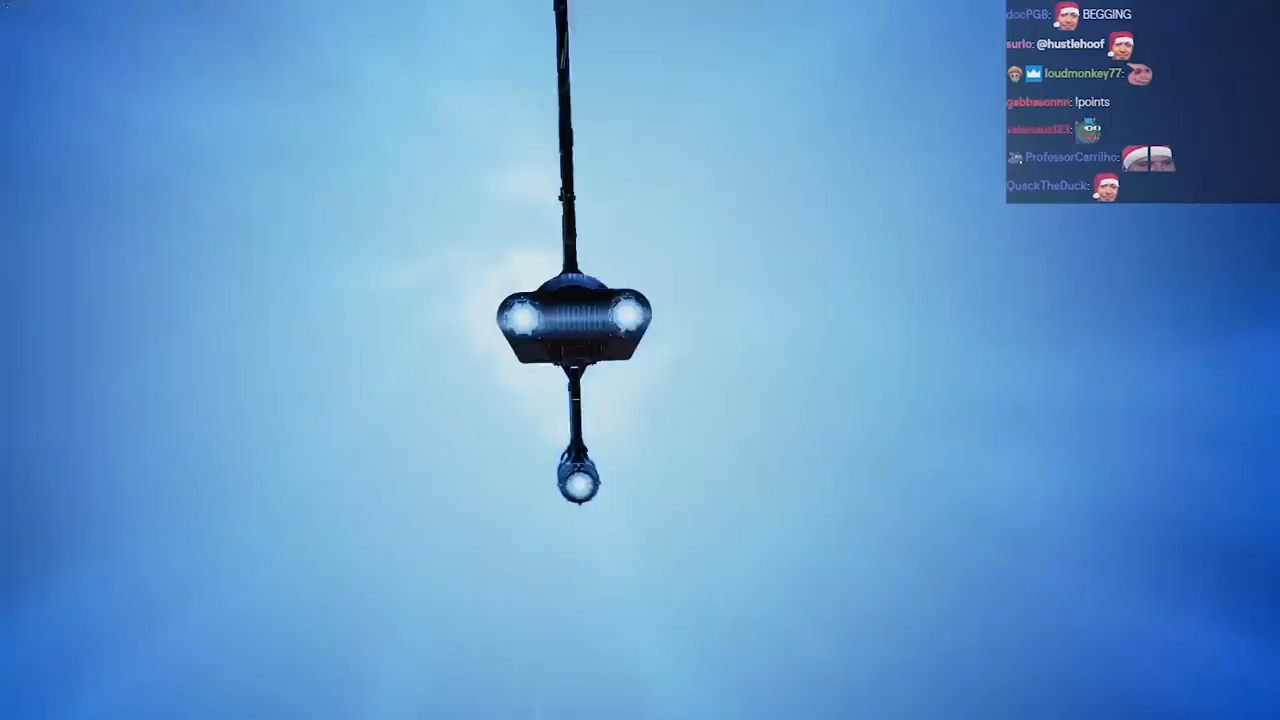 docPGB: BEGGING
surlo: @hustlehoof
loudmonkey77:
gabbasonnn: !points
ProfessorCarrilho:
QuackTheDuck: